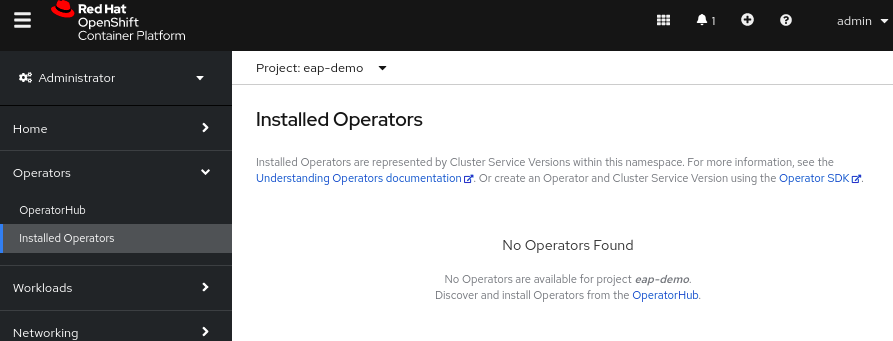 Red Hat
OpenShift
Container Platform
1
admin
Administrator
Project: eap-demo
Home
Operators
OperatorHub
Installed Operators
Workloads
Networking
Installed Operators
Installed Operators are represented by Cluster Service Versions within this namespace. For more information, see the
Understanding Operators documentation. Or create an Operator and Cluster Service Version using the Operator SDK.
No Operators Found
No Operators are available for project eap-demo.
Discover and install Operators from the OperatorHub.